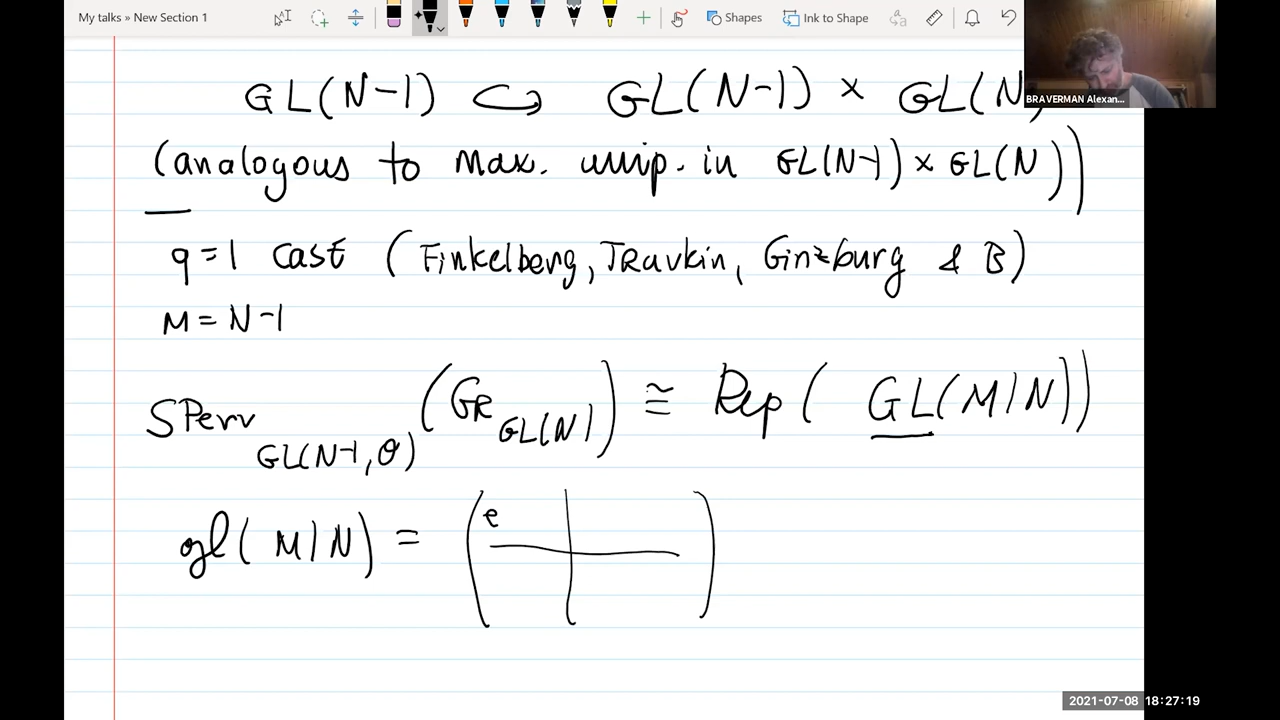 My talks » New Section 1
Shapes
Ink to Shape
BRAVERMAN Alexan...
GL(N-1) ↪ GL(N-1) × GL(N)
(analogous to max. unip. in GL(N-1) × GL(N))
q=1 case (Finkelberg, Travkin, Ginzburg & B)
M = N-1
SPerv_{GL(N-1, O)} (Gr_{GL(N)}) ≅ Rep( GL(M|N))
gl( M|N) = ( e )
2021-07-08 18:27:19